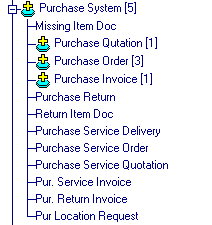 Purchase System [5]
Missing Item Doc
Purchase Qutation [1]
Purchase Order [3]
Purchase Invoice [1]
Purchase Return
Return Item Doc
Purchase Service Delivery
Purchase Service Order
Purchase Service Quotation
Pur. Service Invoice
Pur. Return Invoice
Pur Location Request